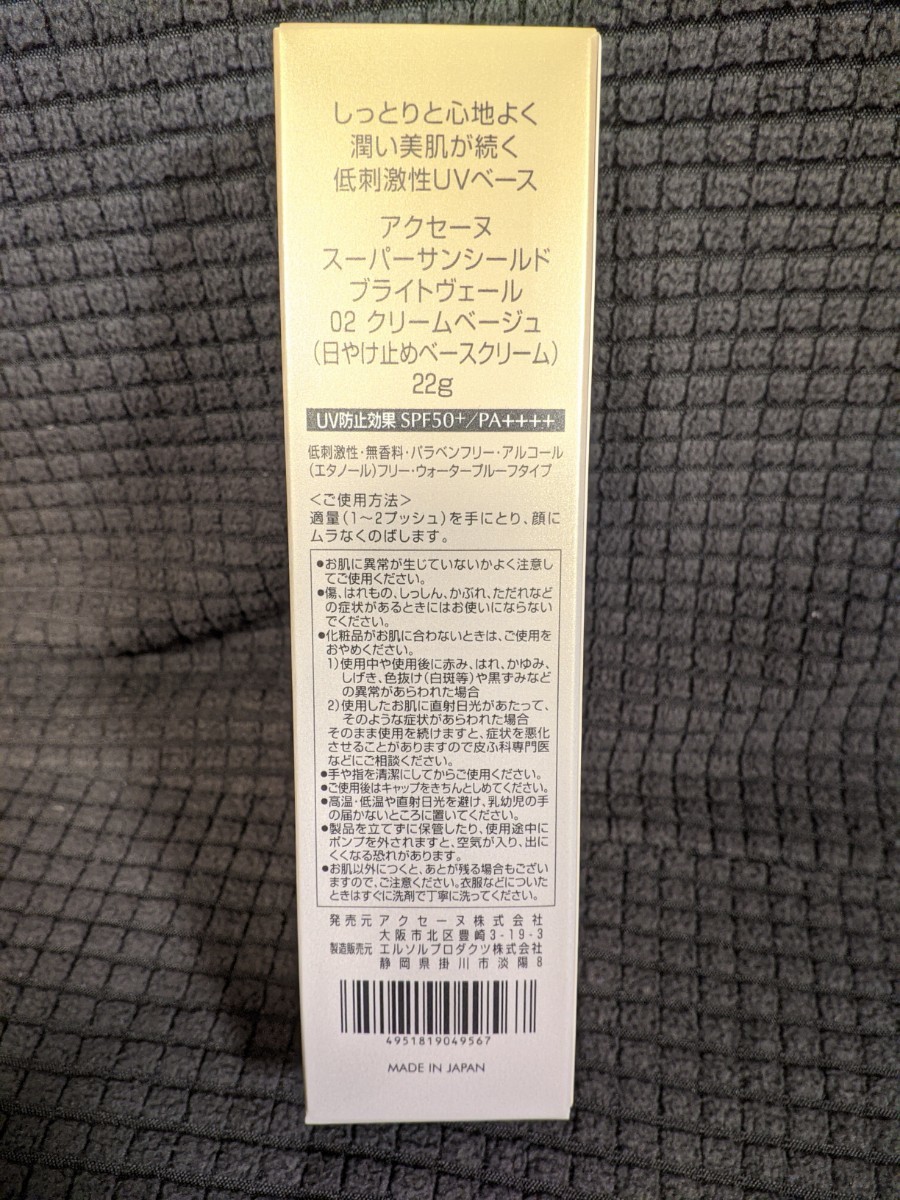 しっとりと心地よく
潤い美肌が続く
低刺激性UVベース
アクセーヌ
スーパーサンシールド
ブライトヴェール
02 クリームベージュ
(日やけ止めベースクリーム)
22g
UV防止効果 SPF50+/PA++++
低刺激性・無香料・パラベンフリー・アルコール
(エタノール)フリー・ウォータープルーフタイプ
<ご使用方法>
適量(1〜2プッシュ)を手にとり、顔に
ムラなくのばします。
●お肌に異常が生じていないかよく注意し
てご使用ください。
●傷、はれもの、しっしん、かぶれ、ただれなど
の症状があるときにはお使いにならない
でください。
●化粧品がお肌に合わないときは、ご使用を
おやめください。
1)使用中や使用後に赤み、はれ、かゆみ、
しげき、色抜け(白斑等)や黒ずみなど
の異常があらわれた場合
2)使用したお肌に直射日光があたって、
そのような症状があらわれた場合
そのまま使用を続けますと、症状を悪化
させることがありますので皮ふ科専門医
などにご相談ください。
●手や指を清潔にしてからご使用ください。
●ご使用後はキャップをきちんとしめてください。
●高温・低温や直射日光を避け、乳幼児の手
の届かないところに置いてください。
●製品を立てずに保管したり、使用途中に
ポンプを外されますと、空気が入り、出に
くくなる恐れがあります。
●お肌以外につくと、あとが残る場合もござい
ますので、ご注意ください。衣服などについた
ときはすぐに洗剤で丁寧に洗ってください。
発売元 アクセーヌ株式会社
大阪市北区豊崎3-19-3
製造販売元 エルソルプロダクツ株式会社
静岡県掛川市淡陽8
4951819049567
MADE IN JAPAN